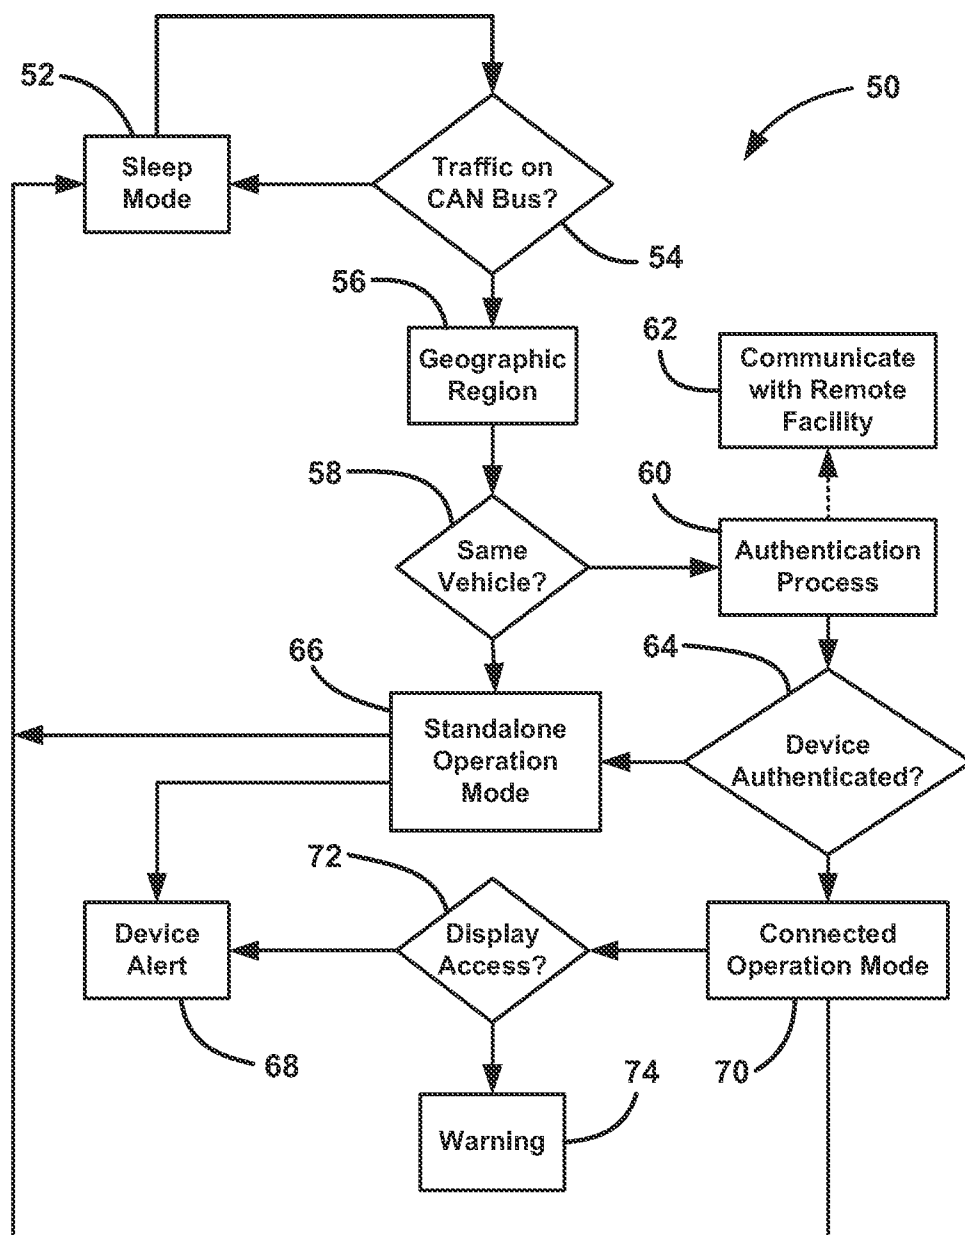 52
50
Sleep
Mode
Traffic on
CAN Bus?
54
56
Geographic
Region
62
Communicate
with Remote
Facility
58
60
Same
Vehicle?
Authentication
Process
66
64
Standalone
Operation
Mode
Device
Authenticated?
72
Device
Alert
Display
Access?
Connected
Operation Mode
68
74
70
Warning